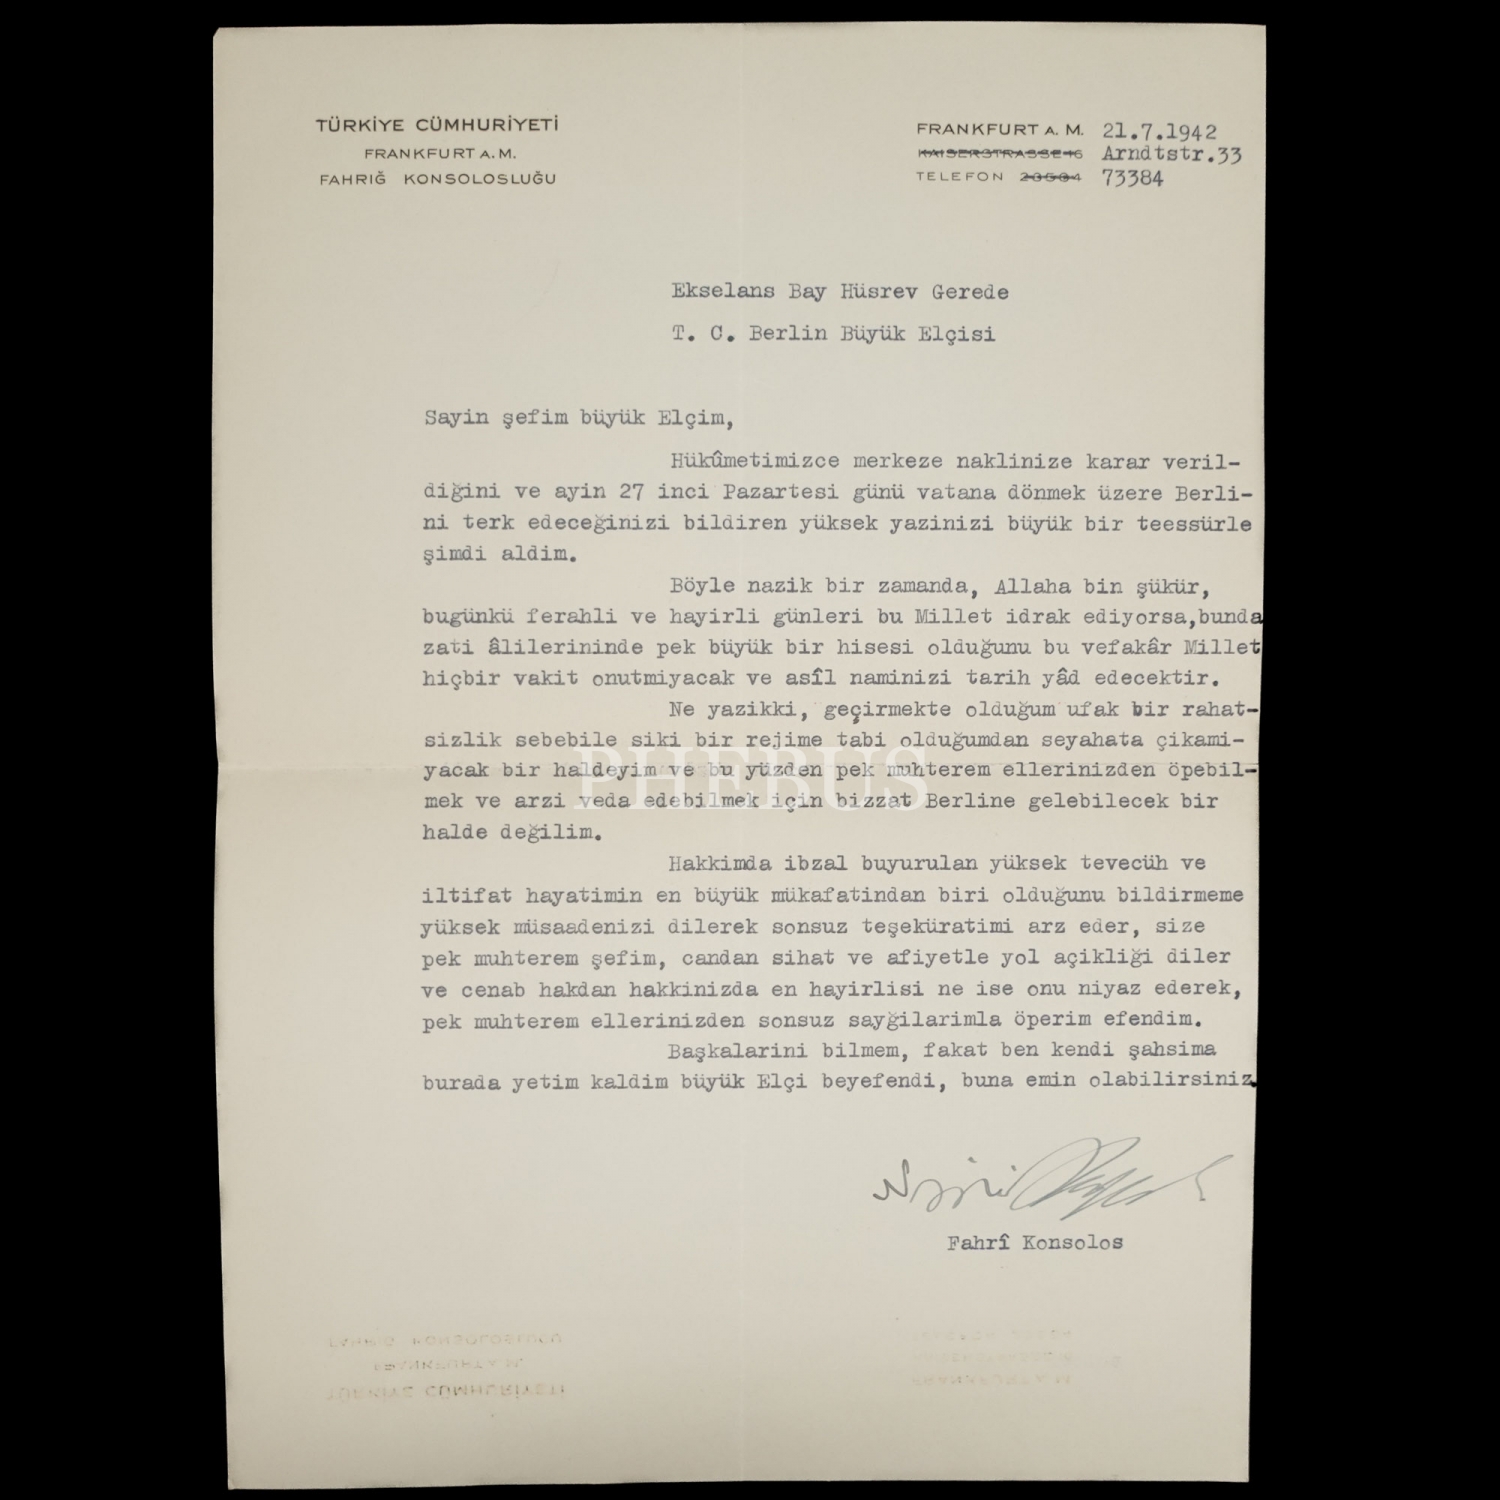 TÜRKİYE CÜMHURİYETİ
FRANKFURT A. M.
FAHRIĞ KONSOLOSLUĞU
FRANKFURT A. M. 21.7.1942
KAISERSTRASSE 16 Arndtstr.33
TELEFON 73384
Ekselans Bay Hüsrev Gerede
T. C. Berlin Büyük Elçisi
Sayin şefim büyük Elçim,
Hükûmetimizce merkeze naklinize karar veril-
diğini ve ayin 27 inci Pazartesi günü vatana dönmek üzere Berli-
ni terk edeceğinizi bildiren yüksek yazinizi büyük bir teessürle
şimdi aldim.
Böyle nazik bir zamanda, Allaha bin şükür,
bugünkü ferahli ve hayirli günleri bu Millet idrak ediyorsa,bunda
zati âlilerininde pek büyük bir hisesi olduğunu bu vefakâr Millet
hiçbir vakit onutmiyacak ve asîl naminizi tarih yâd edecektir.
Ne yazikki, geçirmekte olduğum ufak bir rahat-
sizlik sebebile siki bir rejime tabi olduğumdan seyahata çikami-
yacak bir haldeyim ve bu yüzden pek muhterem ellerinizden öpebil-
mek ve arzi veda edebilmek için bizzat Berline gelebilecek bir
halde değilim.
Hakkimda ibzal buyurulan yüksek tevecüh ve
iltifat hayatimin en büyük mükafatindan biri olduğunu bildirmeme
yüksek müsaadenizi dilerek sonsuz teşeküratimi arz eder, size
pek muhterem şefim, candan sihat ve afiyetle yol açikliği diler
ve cenab hakdan hakkinizda en hayirlisi ne ise onu niyaz ederek,
pek muhterem ellerinizden sonsuz sayğilarimla öperim efendim.
Başkalarini bilmem, fakat ben kendi şahsima
burada yetim kaldim büyük Elçi beyefendi, buna emin olabilirsiniz.
Fahrî Konsolos
PHEBUS